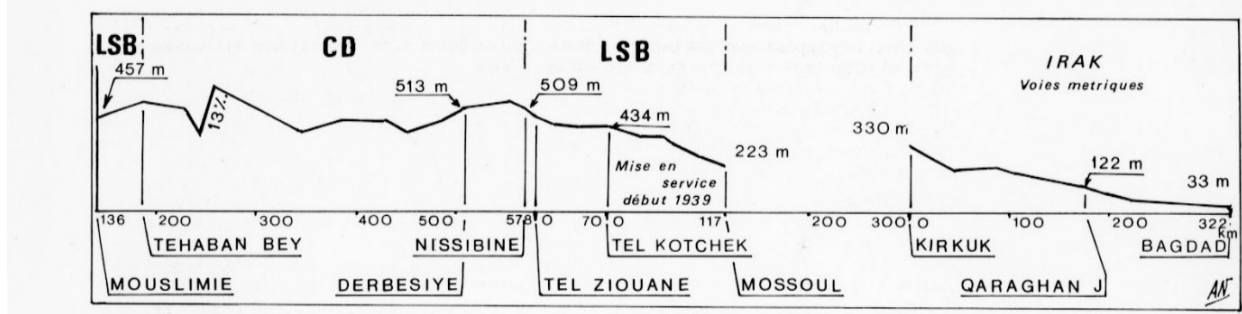 LSB CD LSB
457 m
13%
513 m
509 m
434 m
223 m
Mise en
service
début 1939
IRAK
Voies metriques
330 m
122 m
33 m
136 200 300 400 500 578 0 70 0 117 200 300 0 100 200 322
km
TEHABAN BEY NISSIBINE TEL KOTCHEK KIRKUK BAGDAD
MOUSLIMIE DERBESIYE TEL ZIOUANE MOSSOUL QARAGHAN J
AN.